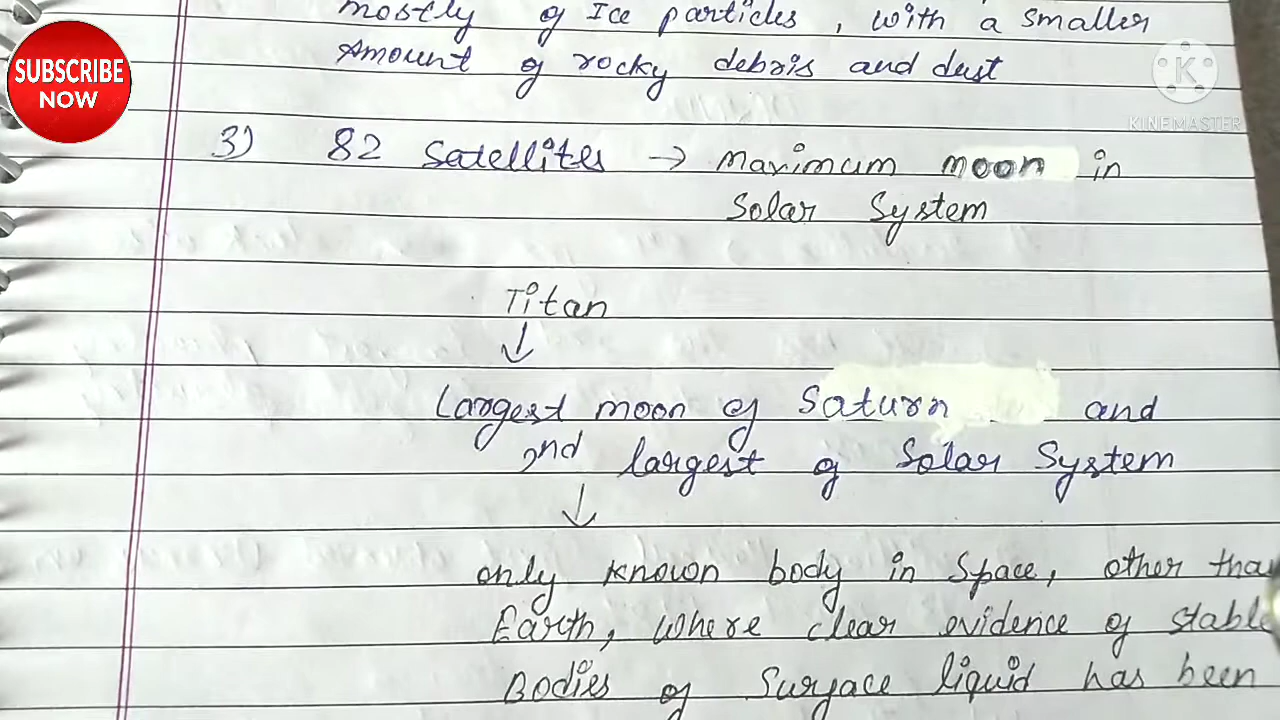 mostly of Ice particles, with a smaller
Amount of rocky debris and dust
SUBSCRIBE
NOW
K
KINEMASTER
3) 82 Satellites → Maximum moon in
Solar System
Titan
↓
Largest moon of Saturn and
2nd largest of Solar System
↓
only known body in Space, other than
Earth, where clear evidence of stable
Bodies of Surface liquid has been